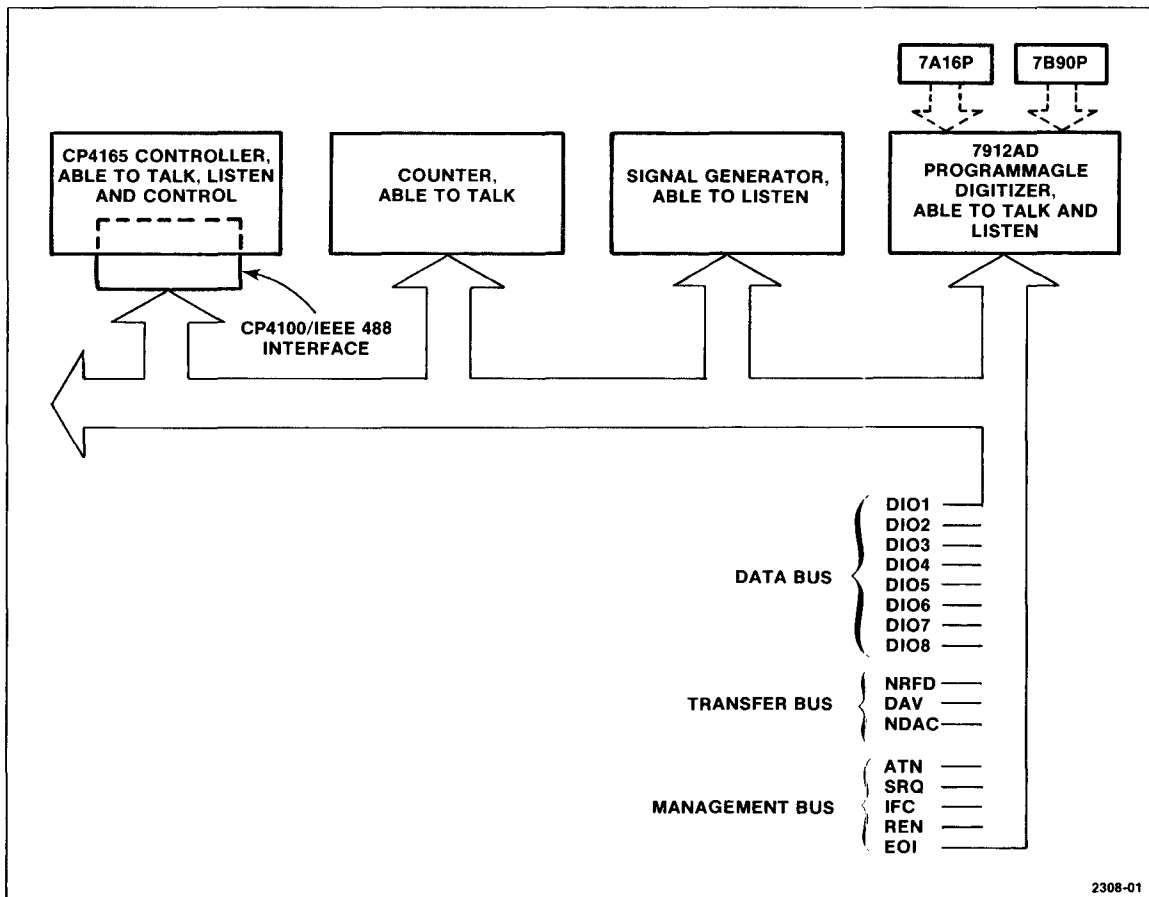 7A16P
7B90P
CP4165 CONTROLLER,
ABLE TO TALK, LISTEN
AND CONTROL
COUNTER,
ABLE TO TALK
SIGNAL GENERATOR,
ABLE TO LISTEN
7912AD
PROGRAMMAGLE
DIGITIZER,
ABLE TO TALK AND
LISTEN
CP4100/IEEE 488
INTERFACE
DATA BUS
DIO1
DIO2
DIO3
DIO4
DIO5
DIO6
DIO7
DIO8
TRANSFER BUS
NRFD
DAV
NDAC
MANAGEMENT BUS
ATN
SRQ
IFC
REN
EOI
2308-01